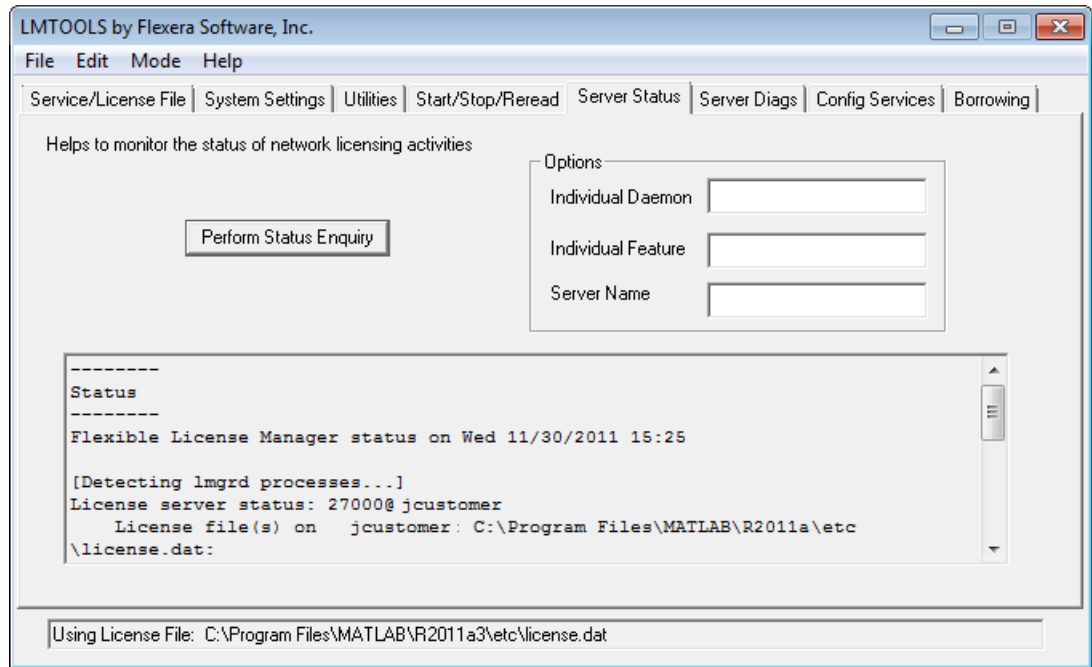 LMTOOLS by Flexera Software, Inc.
File Edit Mode Help
Service/License File System Settings Utilities Start/Stop/Reread Server Status Server Diags Config Services Borrowing
Helps to monitor the status of network licensing activities
Options
Individual Daemon
Perform Status Enquiry
Individual Feature
Server Name
--------
Status
--------
Flexible License Manager status on Wed 11/30/2011 15:25
[Detecting lmgrd processes...]
License server status: 27000@ jcustomer
License file(s) on jcustomer: C:\Program Files\MATLAB\R2011a\etc
\license.dat:
Using License File: C:\Program Files\MATLAB\R2011a3\etc\license.dat